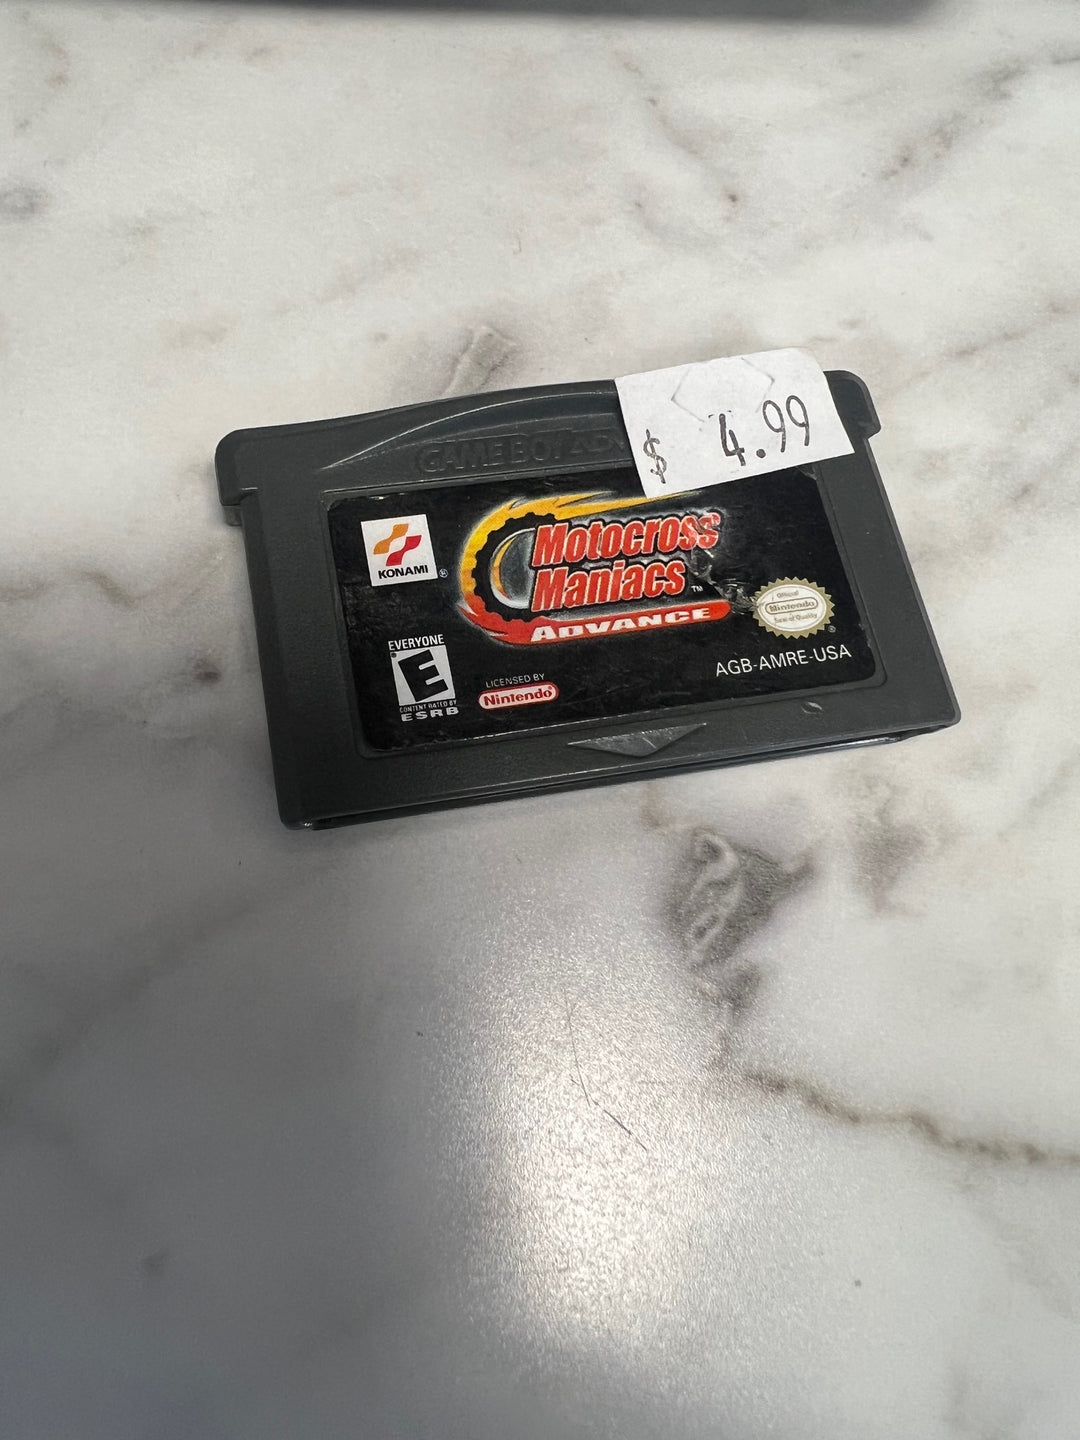 $ 4.99
GAME BOY ADV
KONAMI ®
Motocross
Maniacs ™
ADVANCE
Official
Nintendo
Seal of Quality
®
EVERYONE
E
®
CONTENT RATED BY
ESRB
LICENSED BY
Nintendo®
AGB-AMRE-USA